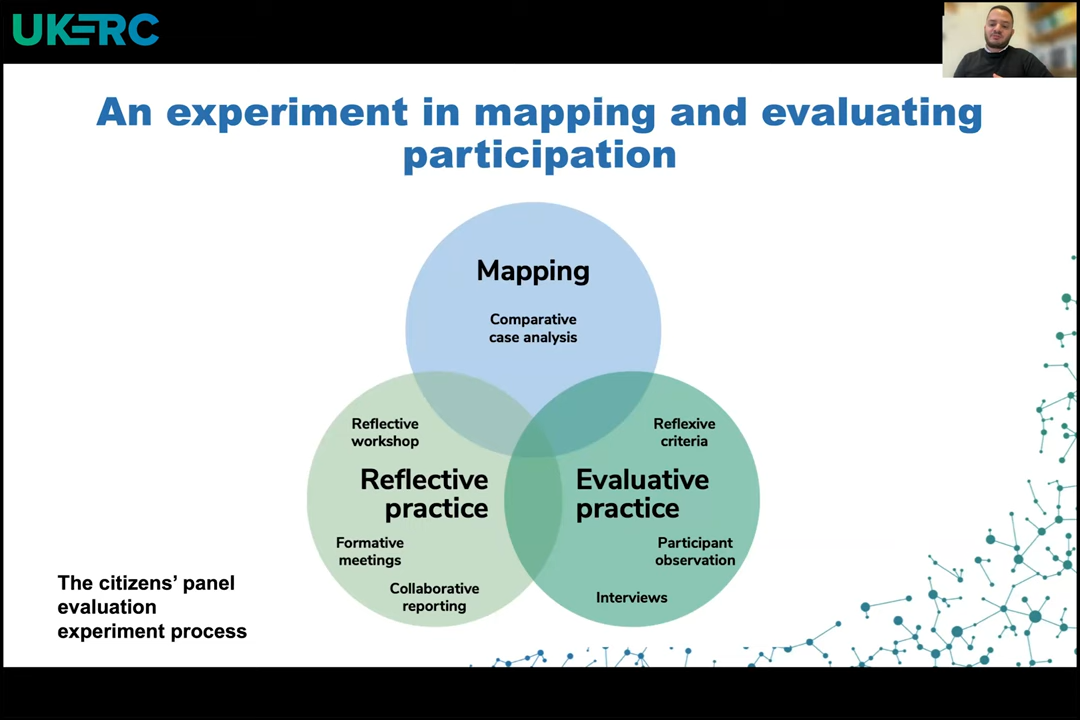 UKERC
An experiment in mapping and evaluating
participation
Mapping
Comparative
case analysis
Reflective
workshop
Reflective
practice
Formative
meetings
Collaborative
reporting
Reflexive
criteria
Evaluative
practice
Participant
observation
Interviews
The citizens’ panel
evaluation
experiment process